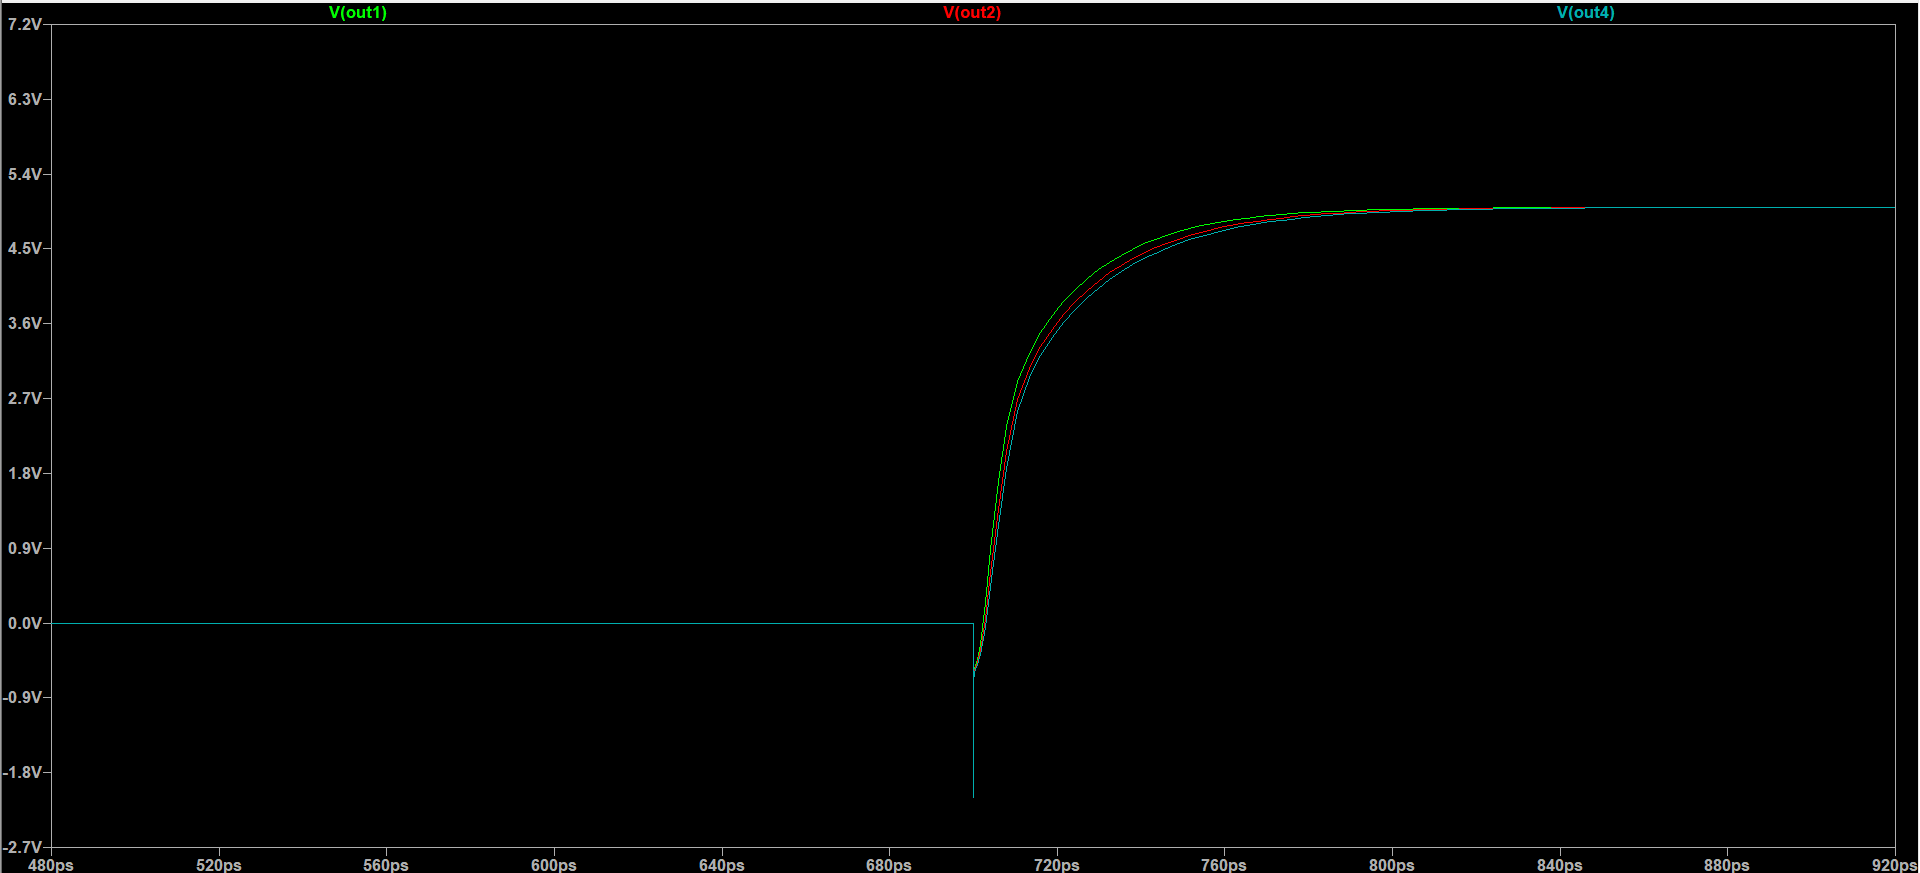 V(out1) V(out2) V(out4)
7.2V
6.3V
5.4V
4.5V
3.6V
2.7V
1.8V
0.9V
0.0V
-0.9V
-1.8V
-2.7V
480ps 520ps 560ps 600ps 640ps 680ps 720ps 760ps 800ps 840ps 880ps 920ps